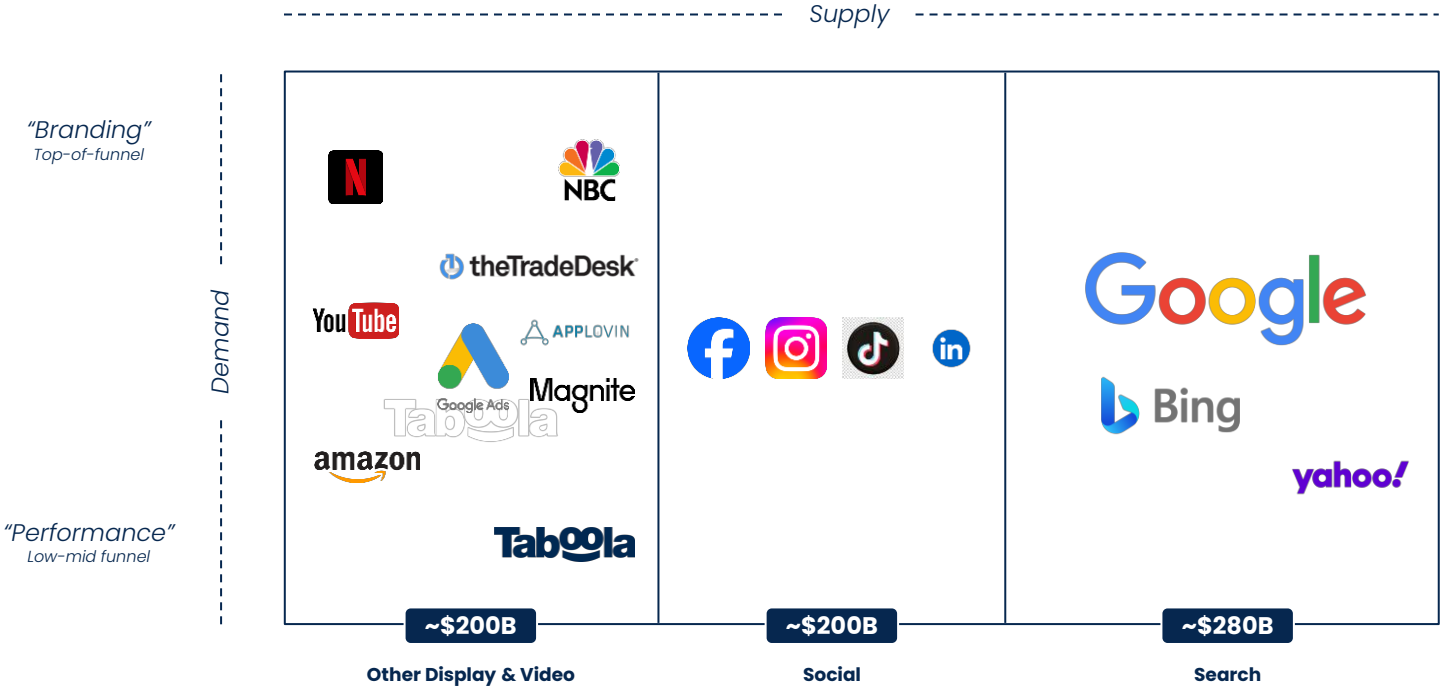 Supply
“Branding”
Top-of-funnel
Demand
“Performance”
Low-mid funnel
N
NBC
theTradeDesk
YouTube
APPLOVIN
Google Ads
Magnite
Taboola
amazon
Taboola
in
Google
Bing
yahoo!
~$200B
~$200B
~$280B
Other Display & Video
Social
Search